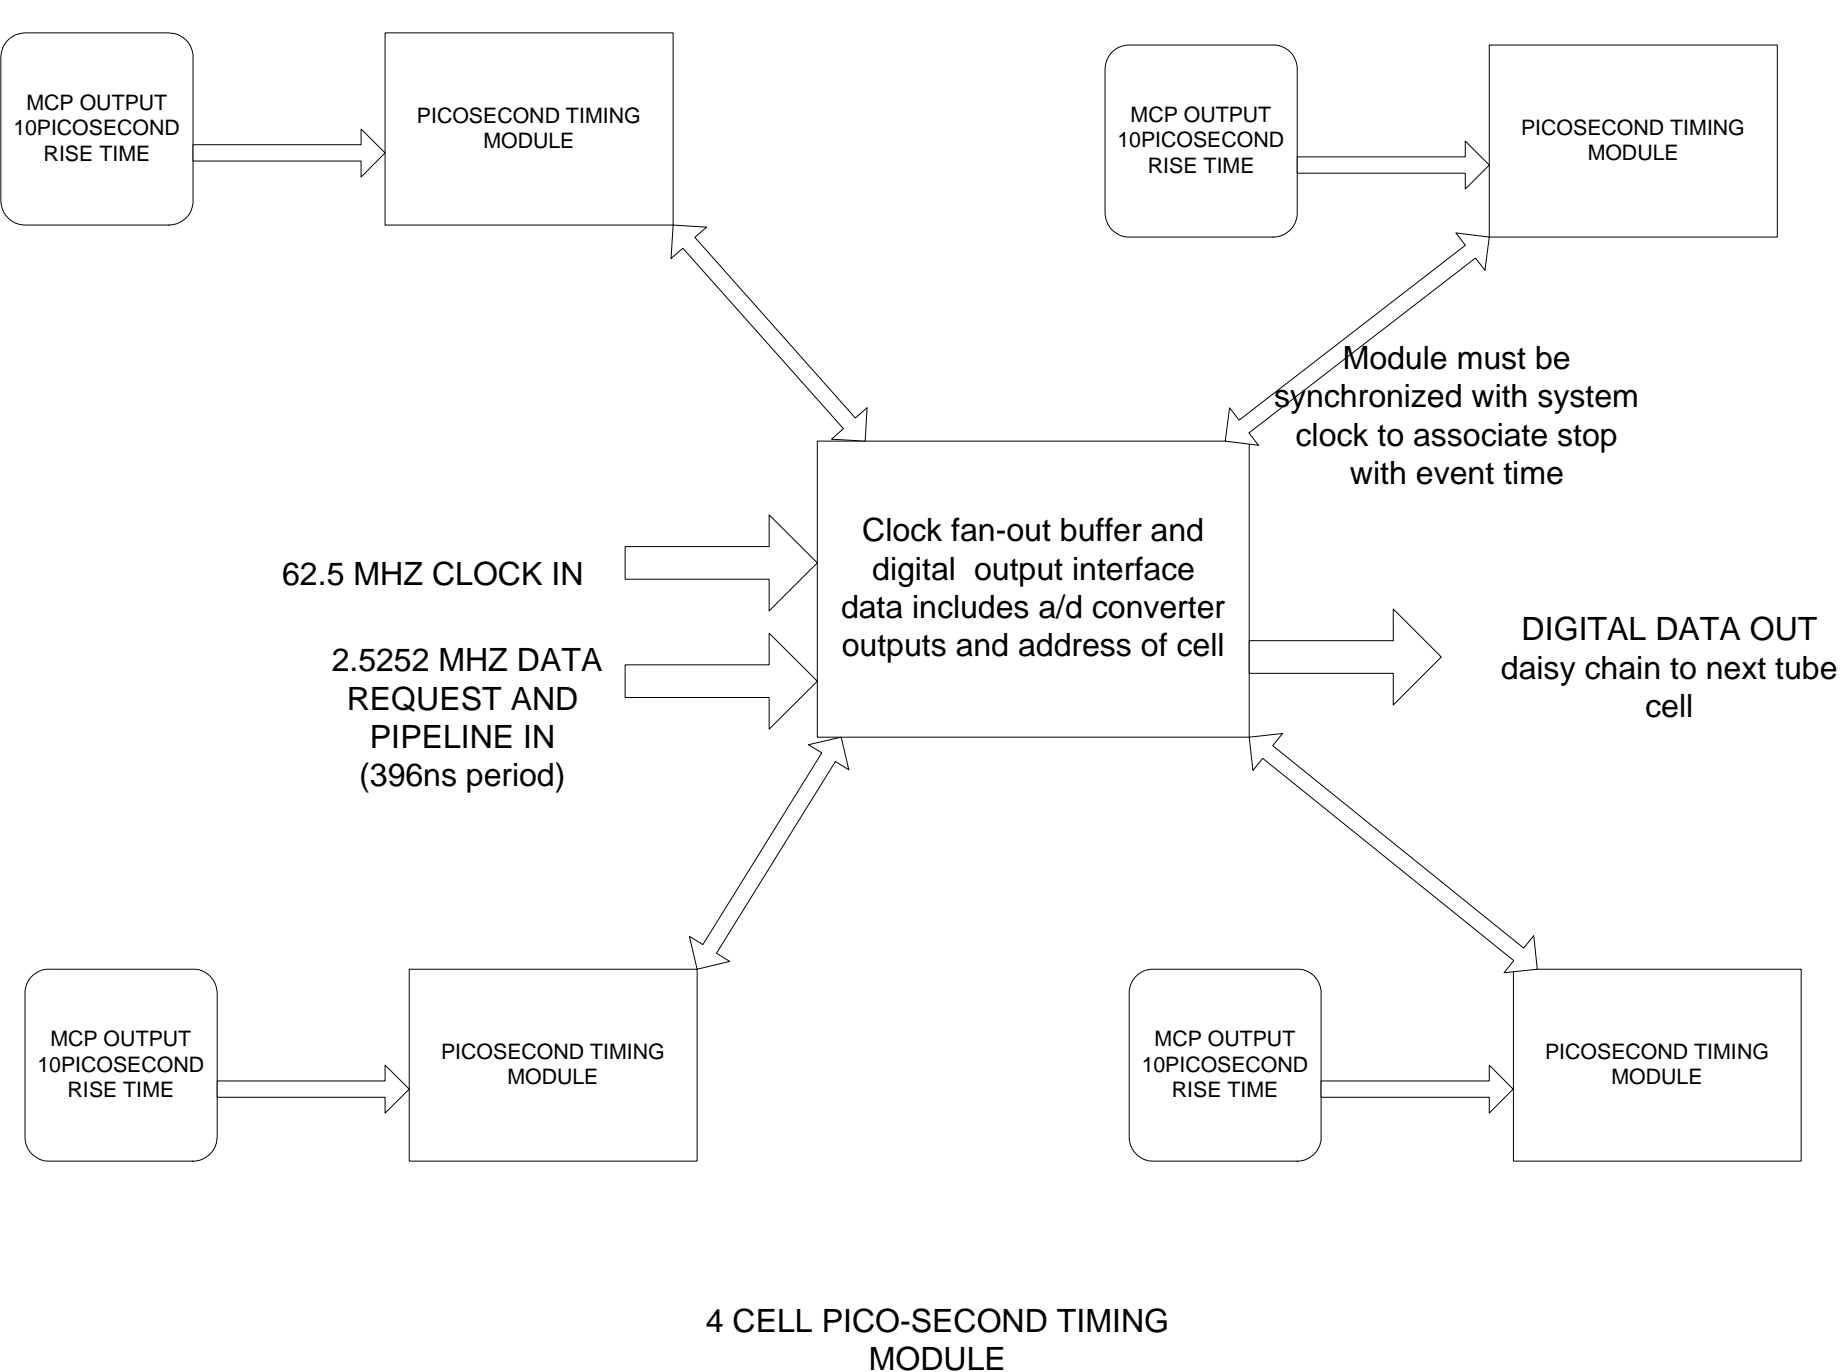 MCP OUTPUT
10PICOSECOND
RISE TIME
PICOSECOND TIMING
MODULE
MCP OUTPUT
10PICOSECOND
RISE TIME
PICOSECOND TIMING
MODULE
Module must be
synchronized with system
clock to associate stop
with event time
62.5 MHZ CLOCK IN
2.5252 MHZ DATA
REQUEST AND
PIPELINE IN
(396ns period)
Clock fan-out buffer and
digital  output interface
data includes a/d converter
outputs and address of cell
DIGITAL DATA OUT
daisy chain to next tube
cell
MCP OUTPUT
10PICOSECOND
RISE TIME
PICOSECOND TIMING
MODULE
MCP OUTPUT
10PICOSECOND
RISE TIME
PICOSECOND TIMING
MODULE
4 CELL PICO-SECOND TIMING
MODULE